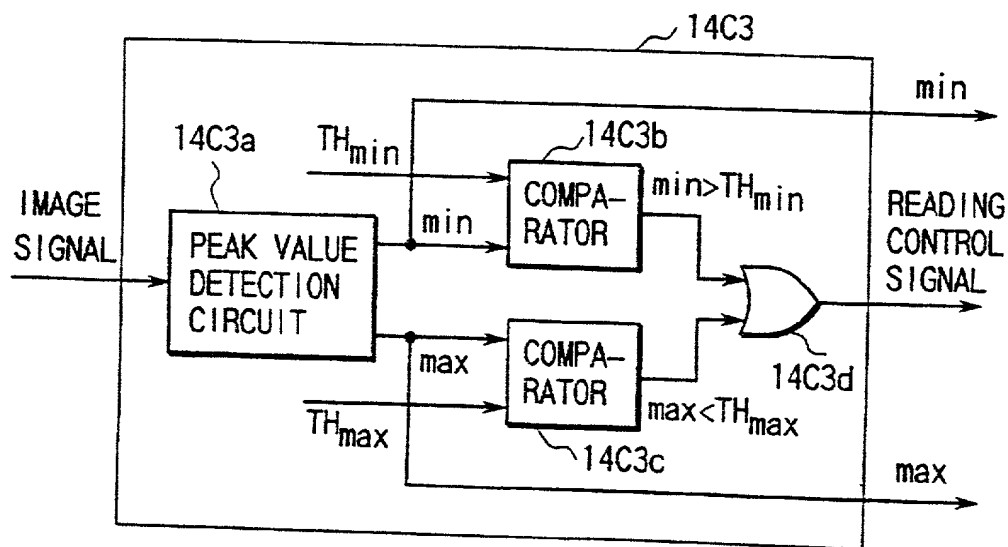 14C3
min
14C3a
THmin
14C3b
IMAGE
SIGNAL
PEAK VALUE
DETECTION
CIRCUIT
min
COMPA-
RATOR
min>THmin
READING
CONTROL
SIGNAL
max
COMPA-
RATOR
14C3d
THmax
max<THmax
14C3c
max